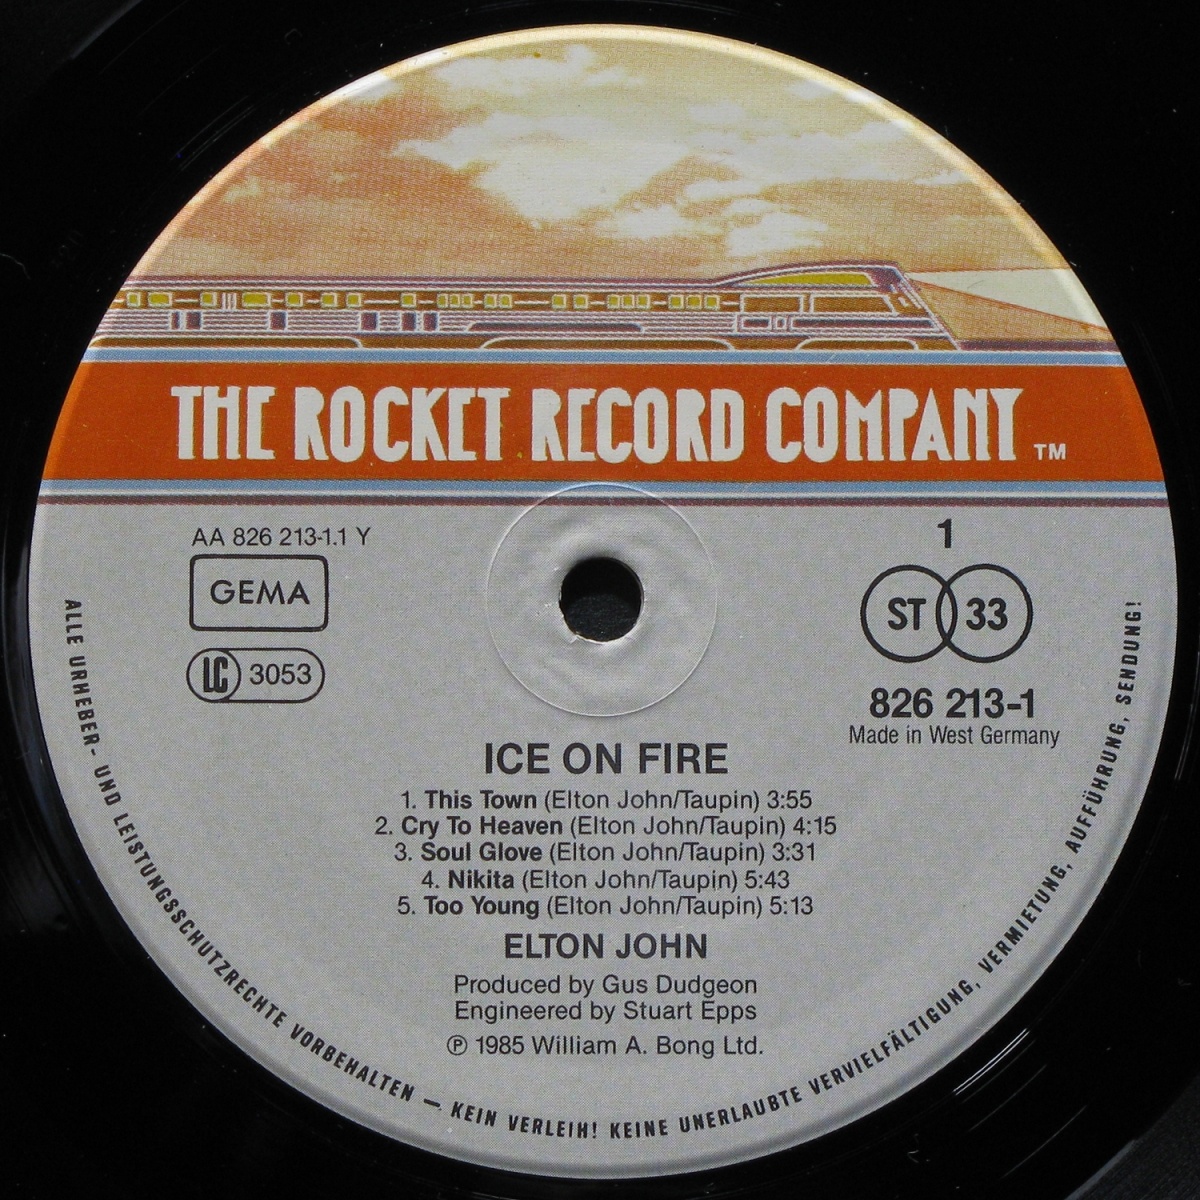 THE ROCKET RECORD COMPANY TM
AA 826 213-1.1 Y
GEMA
LC 3053
1
ST 33
826 213-1
Made in West Germany
ICE ON FIRE
1. This Town (Elton John/Taupin) 3:55
2. Cry To Heaven (Elton John/Taupin) 4:15
3. Soul Glove (Elton John/Taupin) 3:31
4. Nikita (Elton John/Taupin) 5:43
5. Too Young (Elton John/Taupin) 5:13
ELTON JOHN
Produced by Gus Dudgeon
Engineered by Stuart Epps
℗ 1985 William A. Bong Ltd.
ALLE URHEBER- UND LEISTUNGSSCHUTZRECHTE VORBEHALTEN – KEIN VERLEIH! KEINE UNERLAUBTE VERVIELFÄLTIGUNG, VERMIETUNG, AUFFÜHRUNG, SENDUNG!